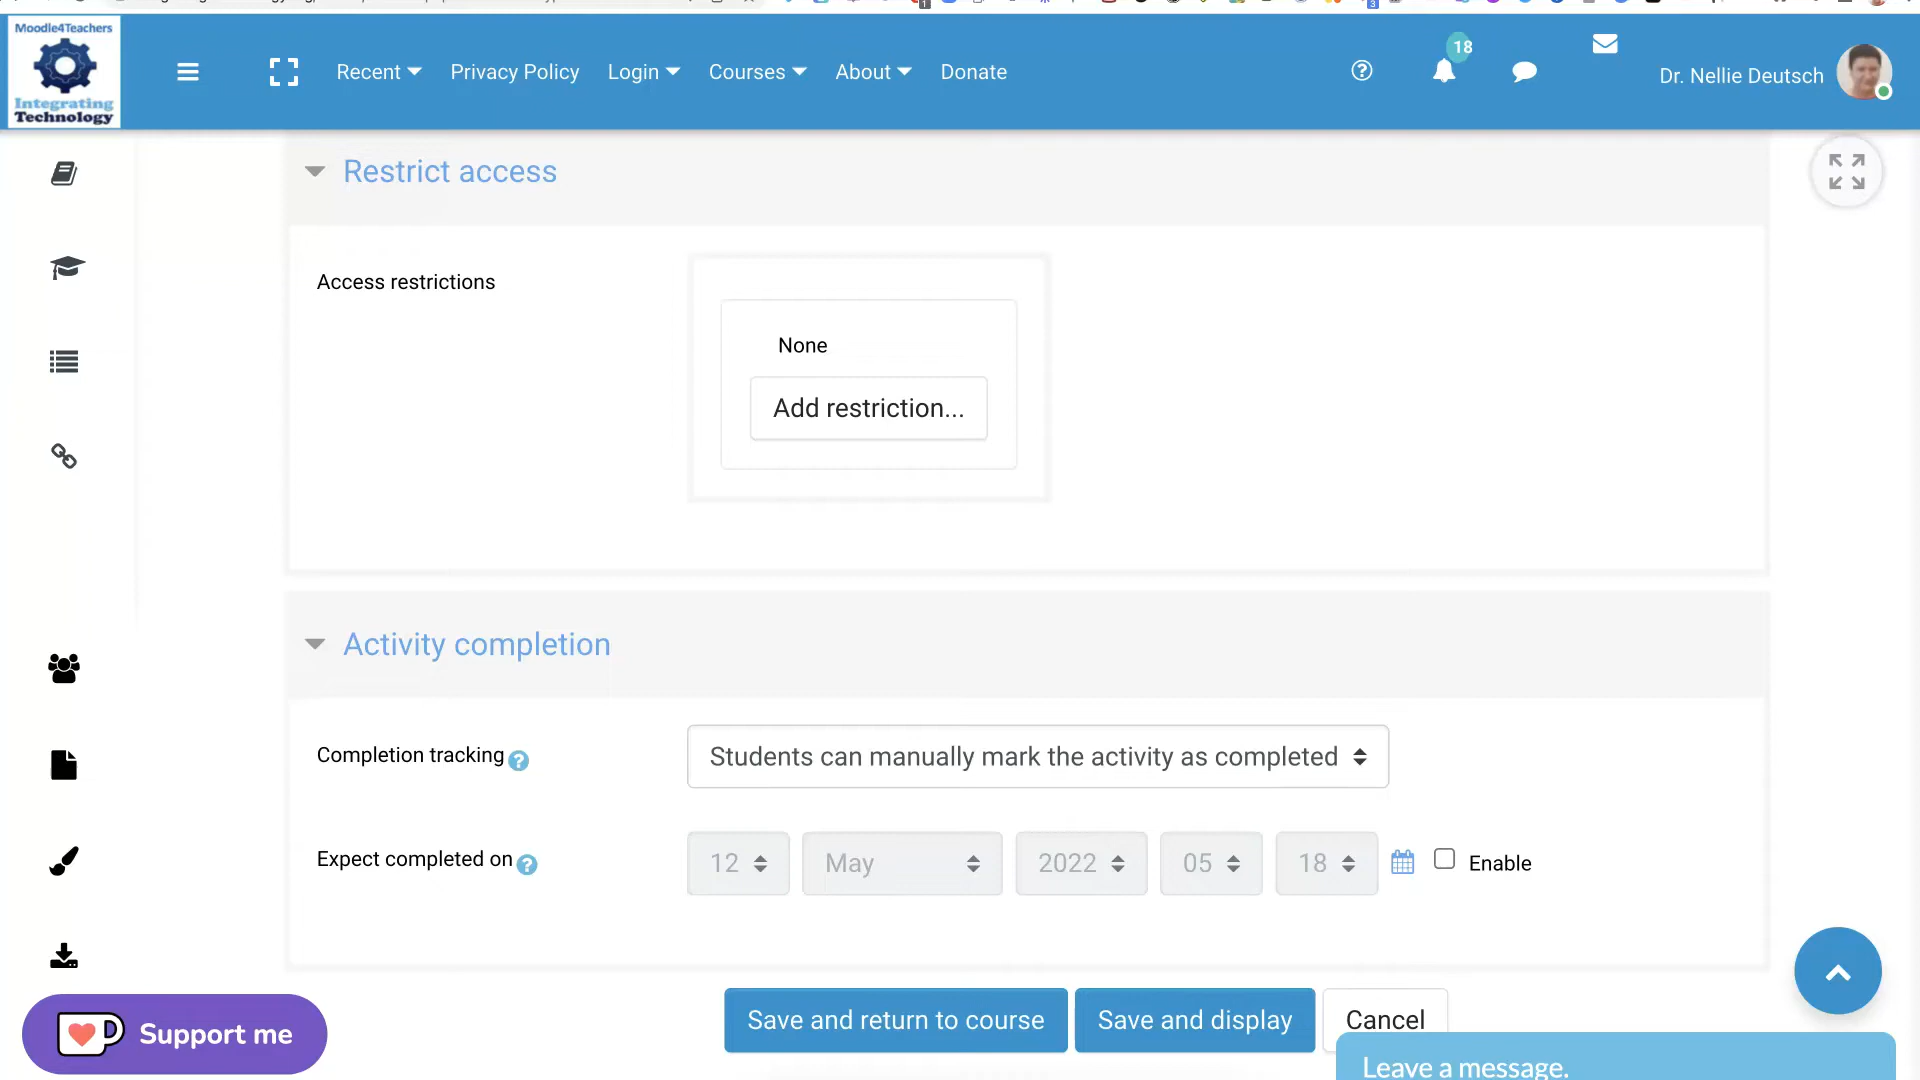 Moodle4Teachers
Integrating
Technology
Recent Privacy Policy Login Courses About Donate
18
Dr. Nellie Deutsch
Restrict access
Access restrictions
None
Add restriction...
Activity completion
Completion tracking
Students can manually mark the activity as completed
Expect completed on
12 May 2022 05 18 Enable
Save and return to course Save and display Cancel
Support me
Leave a message.